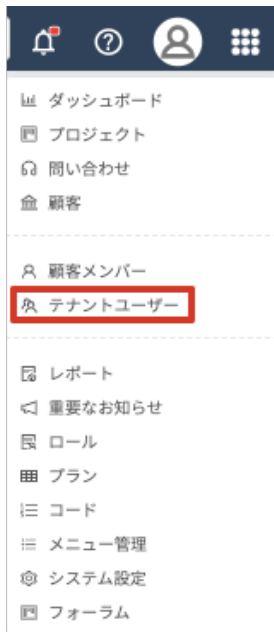 ダッシュボード
プロジェクト
問い合わせ
顧客
顧客メンバー
テナントユーザー
レポート
重要なお知らせ
ロール
プラン
コード
メニュー管理
システム設定
フォーラム